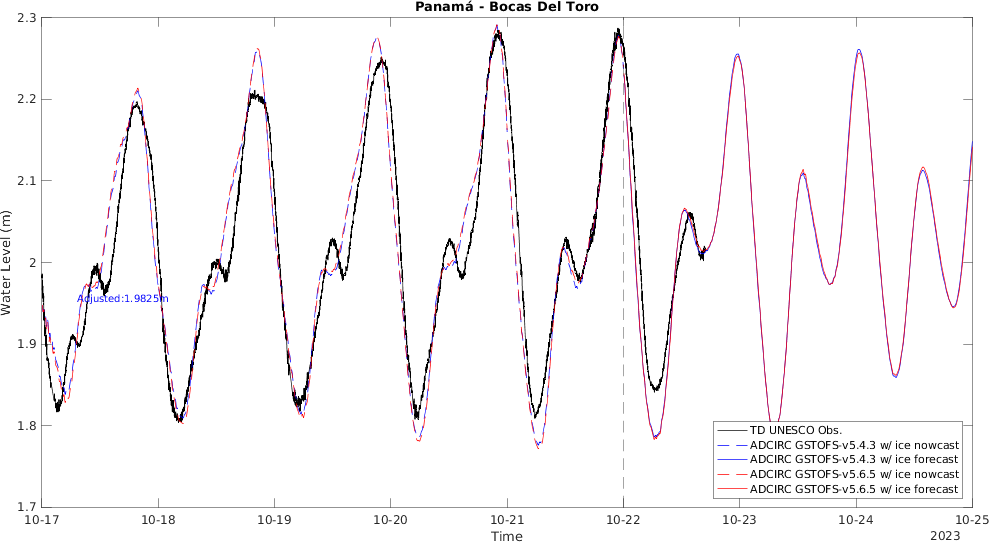 Panamá - Bocas Del Toro
2.3
2.2
2.1
2
1.9
1.8
1.7
Water Level (m)
Adjusted:1.9825m
TD UNESCO Obs.
ADCIRC GSTOFS-v5.4.3 w/ ice nowcast
ADCIRC GSTOFS-v5.4.3 w/ ice forecast
ADCIRC GSTOFS-v5.6.5 w/ ice nowcast
ADCIRC GSTOFS-v5.6.5 w/ ice forecast
10-17 10-18 10-19 10-20 10-21 10-22 10-23 10-24 10-25
Time
2023